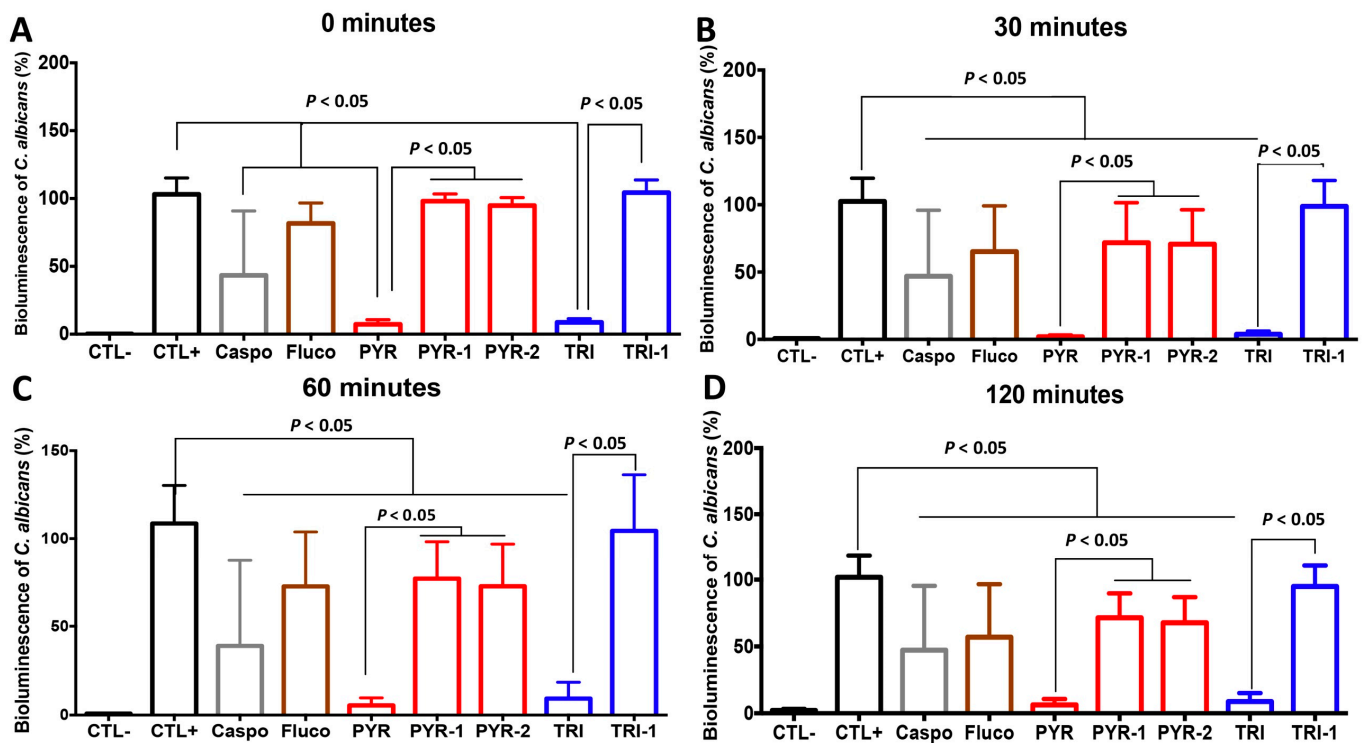 A
0 minutes
Bioluminescence of C. albicans (%)
200
150
100
50
0
P < 0.05
P < 0.05
P < 0.05
CTL- CTL+ Caspo Fluco PYR PYR-1 PYR-2 TRI TRI-1
B
30 minutes
Bioluminescence of C. albicans (%)
200
150
100
50
0
P < 0.05
P < 0.05
P < 0.05
CTL- CTL+ Caspo Fluco PYR PYR-1 PYR-2 TRI TRI-1
C
60 minutes
Bioluminescence of C. albicans (%)
150
100
50
0
P < 0.05
P < 0.05
P < 0.05
CTL- CTL+ Caspo Fluco PYR PYR-1 PYR-2 TRI TRI-1
D
120 minutes
Bioluminescence of C. albicans (%)
200
150
100
50
0
P < 0.05
P < 0.05
P < 0.05
CTL- CTL+ Caspo Fluco PYR PYR-1 PYR-2 TRI TRI-1